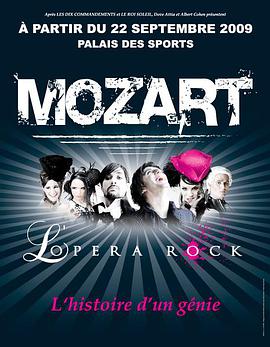 Après LES DIX COMMANDEMENTS et LE ROI SOLEIL, Dove Attia et Albert Cohen présentent
À PARTIR DU 22 SEPTEMBRE 2009
PALAIS DES SPORTS
MOZART
L'OPERA ROCK
L'histoire d'un génie